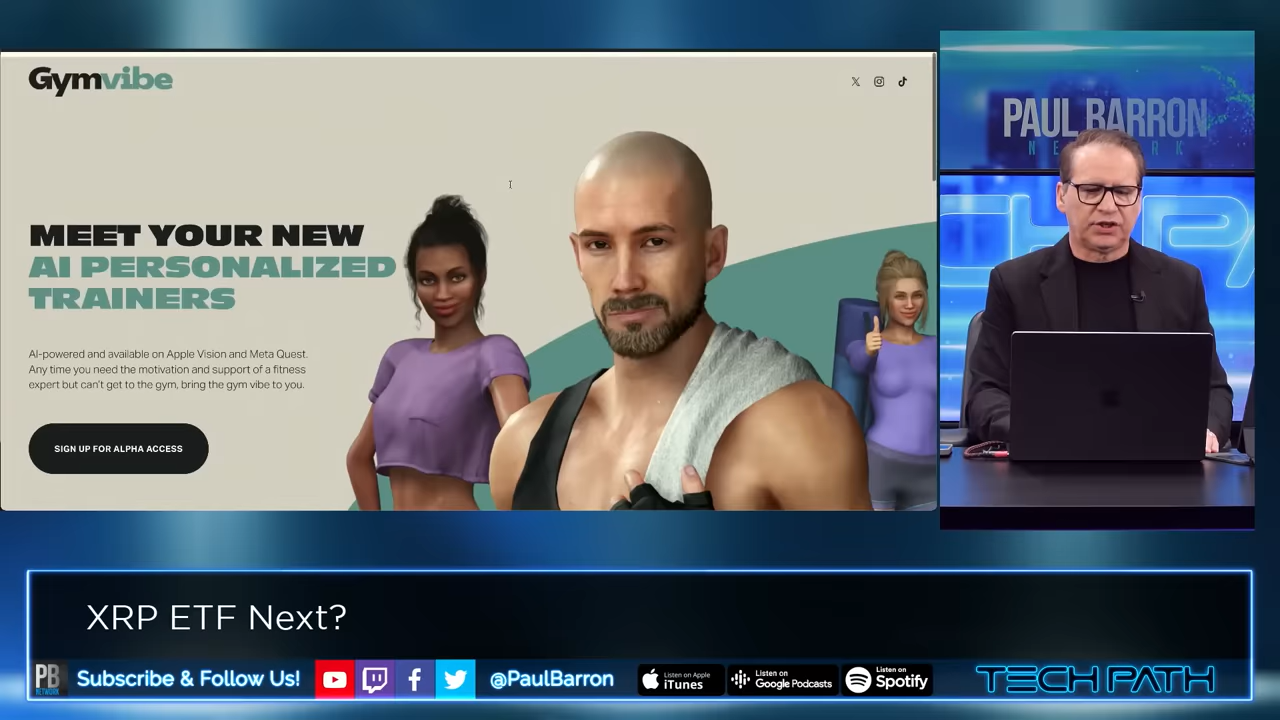 Gymvibe
MEET YOUR NEW
AI PERSONALIZED
TRAINERS
AI-powered and available on Apple Vision and Meta Quest.
Any time you need the motivation and support of a fitness
expert but can't get to the gym, bring the gym vibe to you.
SIGN UP FOR ALPHA ACCESS
PAUL BARRON
XRP ETF Next?
PB
NETWORK
Subscribe & Follow Us!
@PaulBarron
Listen on Apple
iTunes
Listen on
Google Podcasts
Listen on
Spotify
TECH PATH